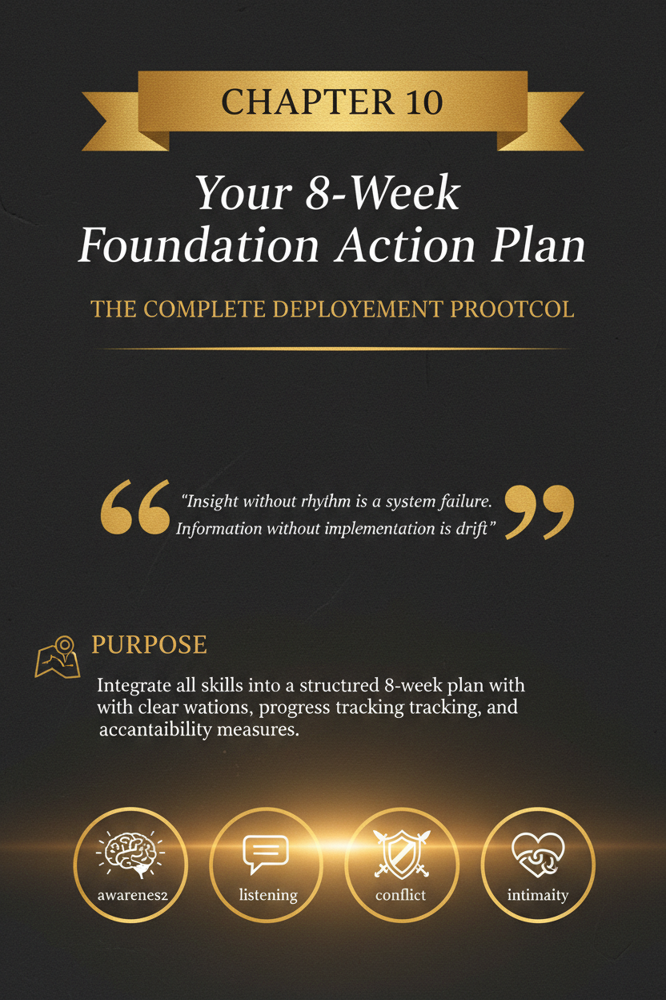 CHAPTER 10
Your 8-Week
Foundation Action Plan
THE COMPLETE DEPLOYEMENT PROOTCOL
“Insight without rhythm is a system failure.
Information without implementation is drift”
PURPOSE
Integrate all skills into a structired 8-week plan with
with clear wations, progress tracking tracking, and
accantaibility measures.
awarenes2
listening
conflict
intimaity